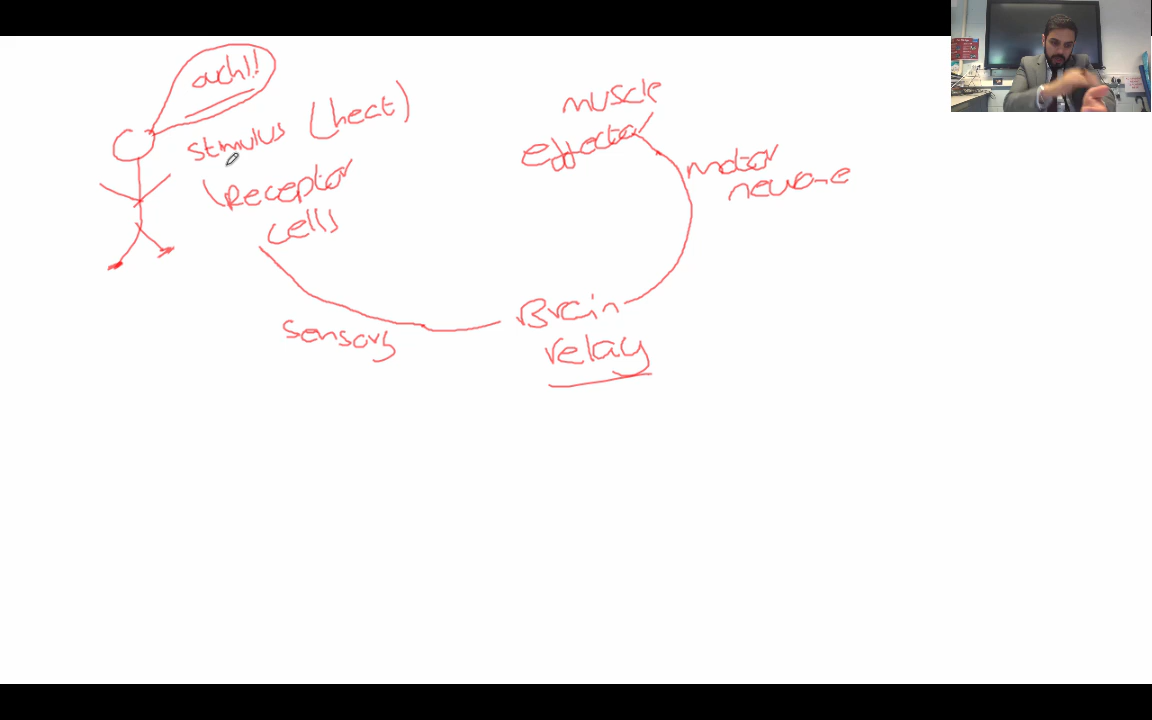 ouch!!
stimulus (heat)
Receptor
cells
sensory
Brain
relay
muscle
effector
motor
neurone